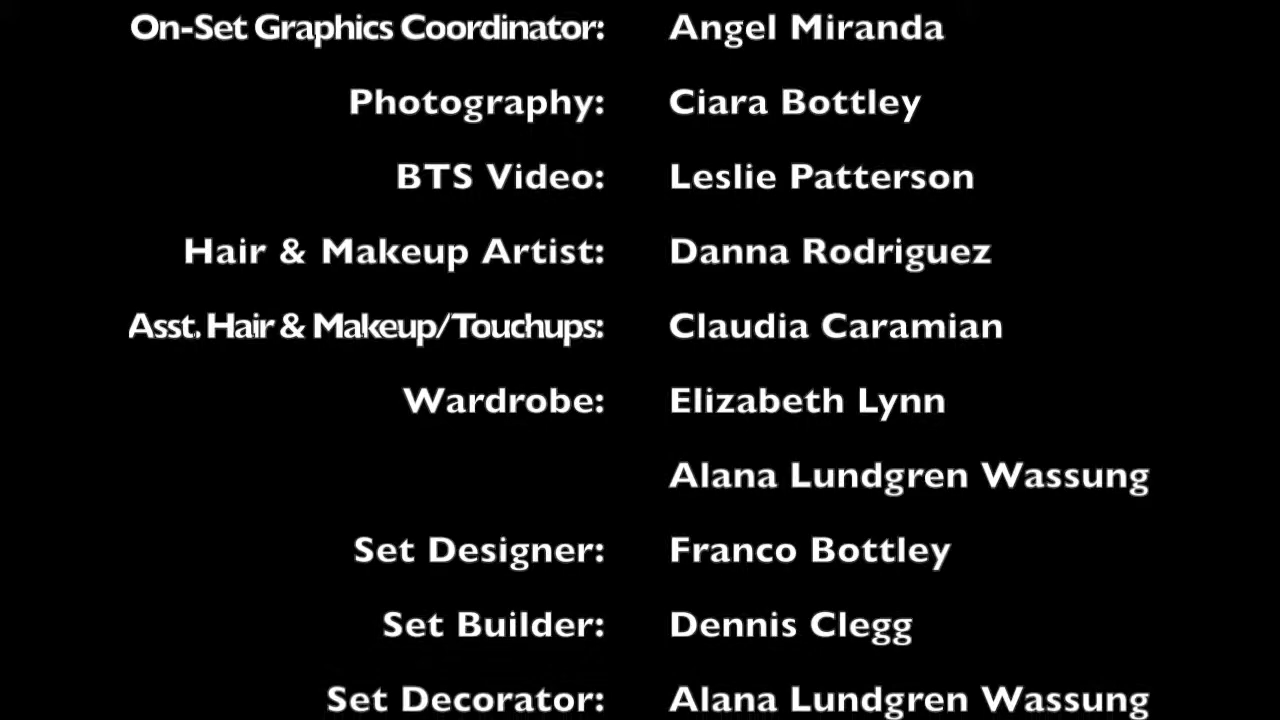 On-Set Graphics Coordinator: Angel Miranda
Photography: Ciara Bottley
BTS Video: Leslie Patterson
Hair & Makeup Artist: Danna Rodriguez
Asst. Hair & Makeup/Touchups: Claudia Caramian
Wardrobe: Elizabeth Lynn
Alana Lundgren Wassung
Set Designer: Franco Bottley
Set Builder: Dennis Clegg
Set Decorator: Alana Lundgren Wassung